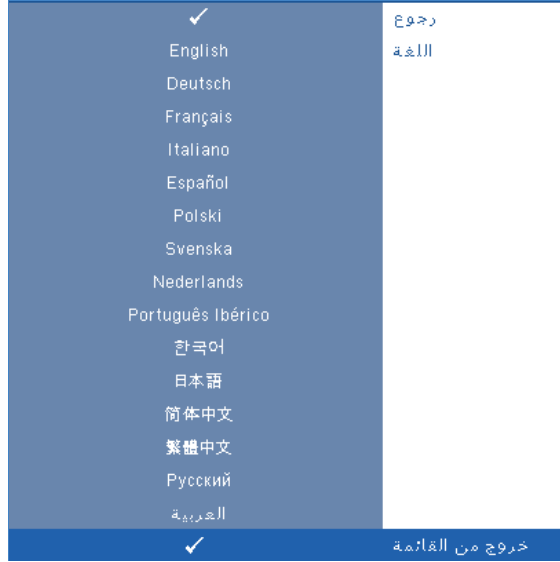 رجوع ✓
اللغة English
Deutsch
Français
Italiano
Español
Polski
Svenska
Nederlands
Português Ibérico
한국어
日本語
简体中文
繁體中文
Русский
العربية
خروج من القائمة ✓